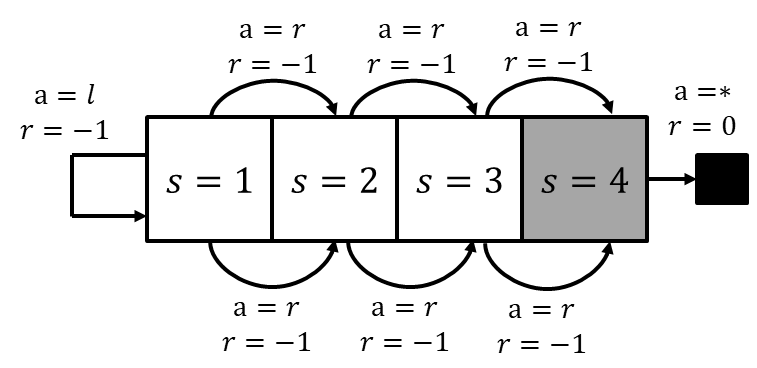 a = r
r = −1
a = r
r = −1
a = r
r = −1
a = l
r = −1
a =∗
r = 0
s = 1
s = 2
s = 3
s = 4
a = r
r = −1
a = r
r = −1
a = r
r = −1